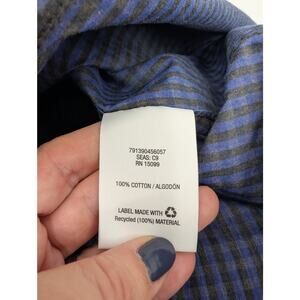 791390456057
SEAS: C9
RN 15099
100% COTTON / ALGODÓN
LABEL MADE WITH
Recycled (100%) MATERIAL